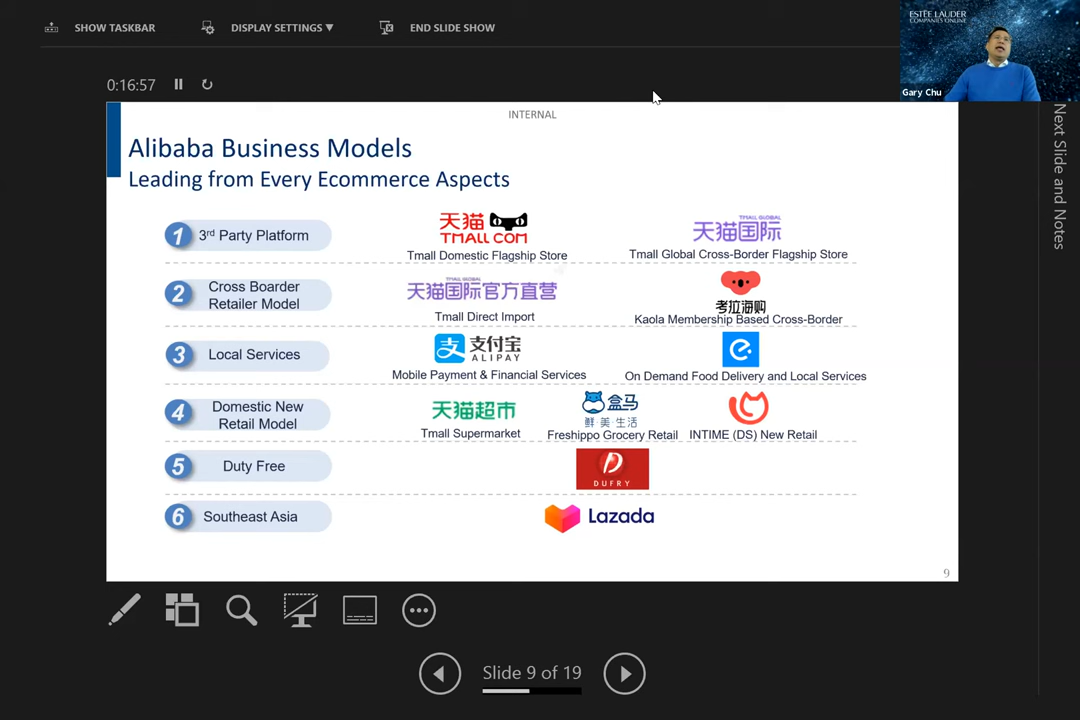 SHOW TASKBAR
DISPLAY SETTINGS ▼
END SLIDE SHOW
ESTĒE LAUDER
COMPANIES ONLINE
Gary Chu
0:16:57
INTERNAL
Alibaba Business Models
Leading from Every Ecommerce Aspects
1
3rd Party Platform
天猫
TMALL.COM
Tmall Domestic Flagship Store
TMALL GLOBAL
天猫国际
Tmall Global Cross-Border Flagship Store
2
Cross Boarder
Retailer Model
TMALL GLOBAL
天猫国际官方直营
Tmall Direct Import
考拉海购
Kaola Membership Based Cross-Border
3
Local Services
支
支付宝
ALIPAY
Mobile Payment & Financial Services
e
On Demand Food Delivery and Local Services
4
Domestic New
Retail Model
天猫超市
Tmall Supermarket
盒马
鲜·美·生活
Freshippo Grocery Retail
INTIME (DS) New Retail
5
Duty Free
DUFRY
6
Southeast Asia
Lazada
9
Slide 9 of 19
Next Slide and Notes